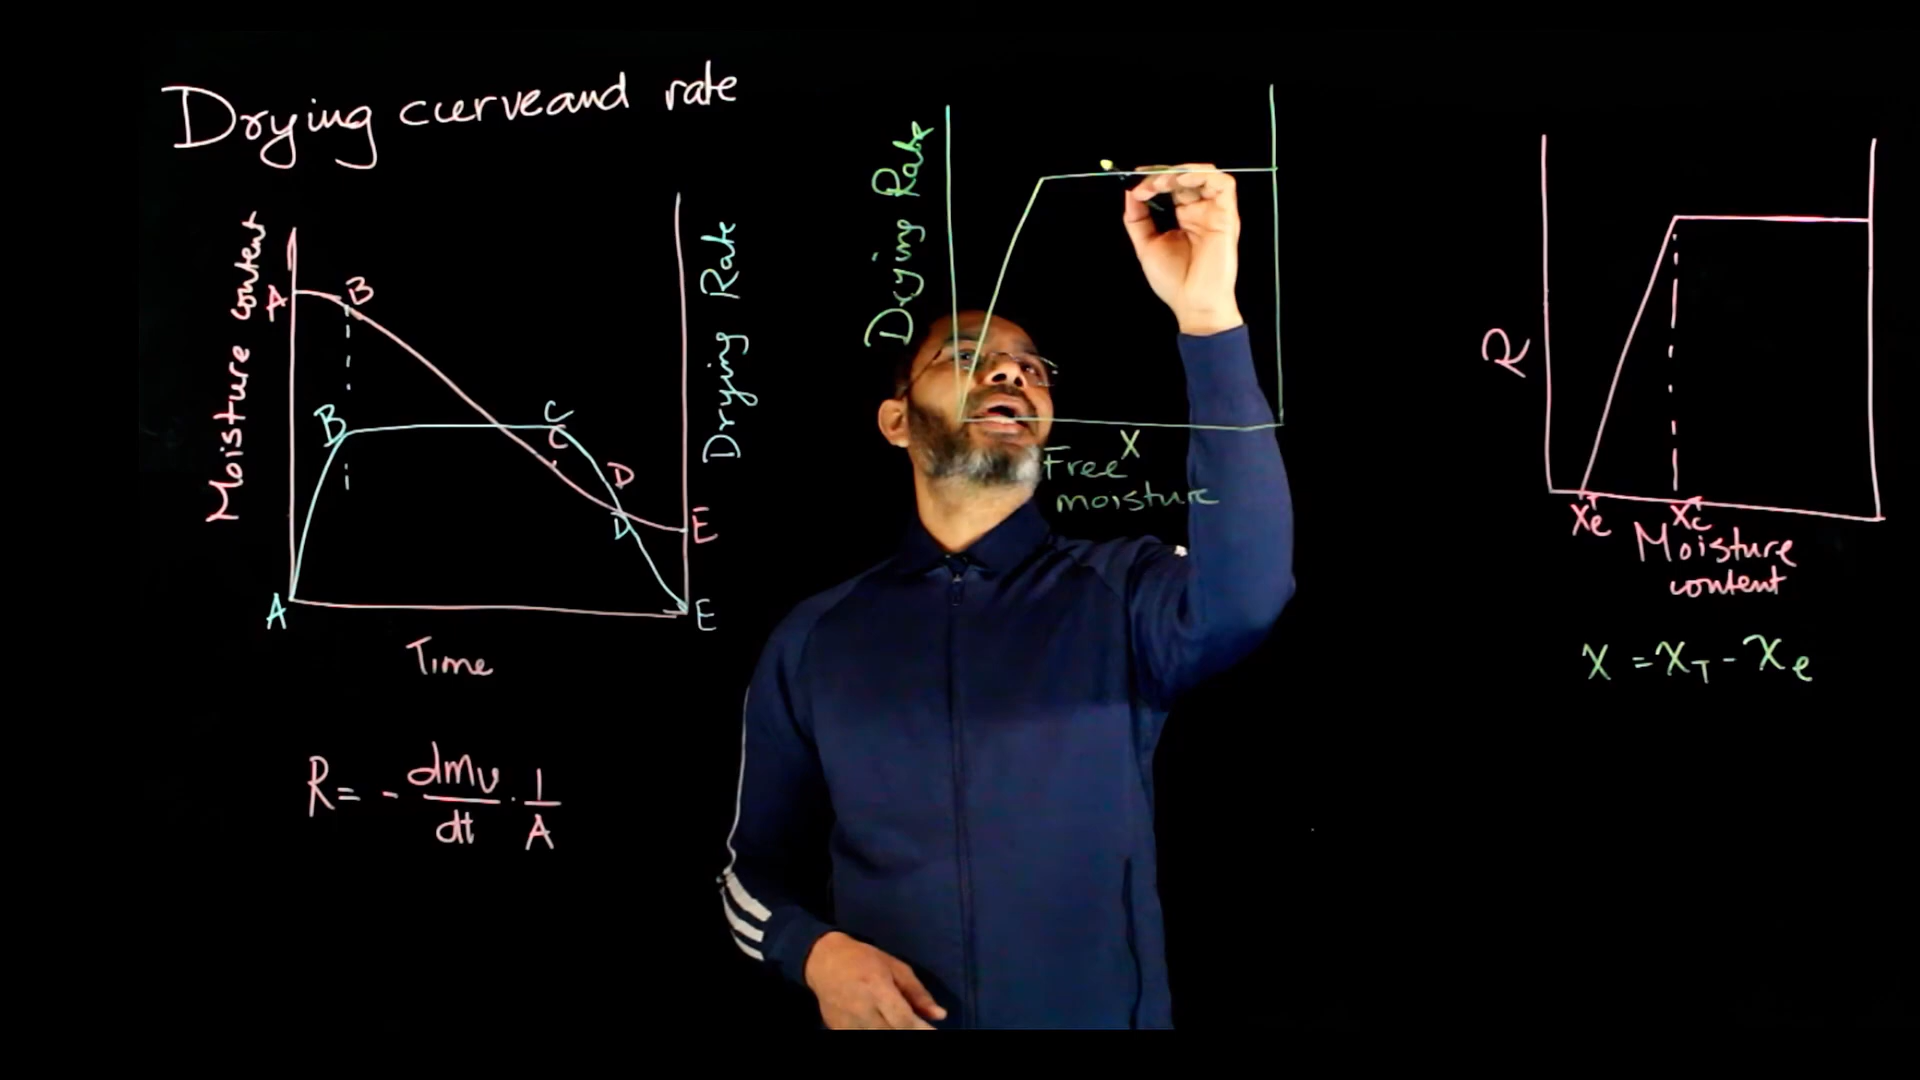 Drying curveand rate
Moisture content
A
B
B
C
C
D
D
E
A
E
Time
Drying Rate
R = - dmv/dt . 1/A
Drying Rate
X
Free
moisture
R
Xe
Xc
Moisture
content
X = XT - Xe